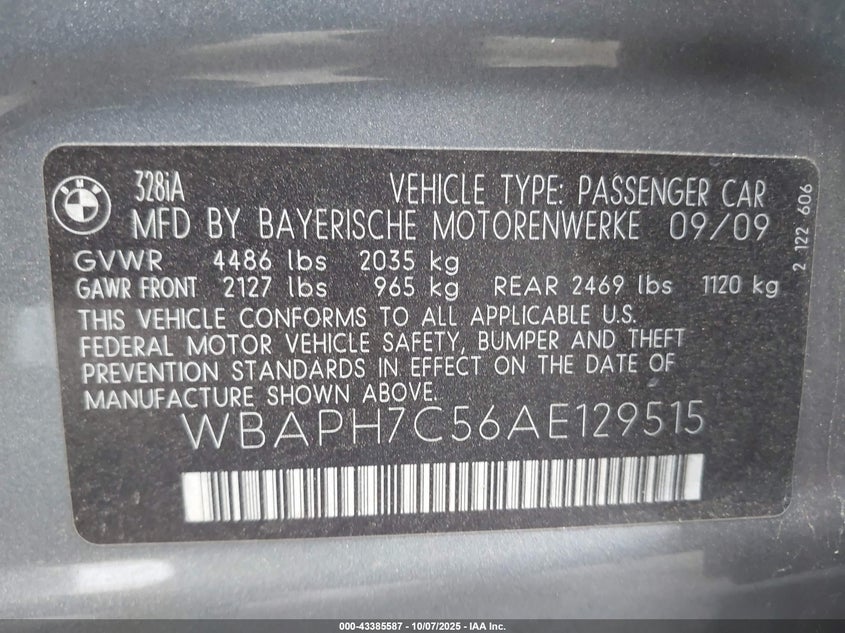 BMW
328iA VEHICLE TYPE: PASSENGER CAR
MFD BY BAYERISCHE MOTORENWERKE 09/09
GVWR 4486 lbs 2035 kg
GAWR FRONT 2127 lbs 965 kg REAR 2469 lbs 1120 kg
THIS VEHICLE CONFORMS TO ALL APPLICABLE U.S.
FEDERAL MOTOR VEHICLE SAFETY, BUMPER AND THEFT
PREVENTION STANDARDS IN EFFECT ON THE DATE OF
MANUFACTURE SHOWN ABOVE.
WBAPH7C56AE129515
2 122 606
000-43385587 - 10/07/2025 - IAA Inc.